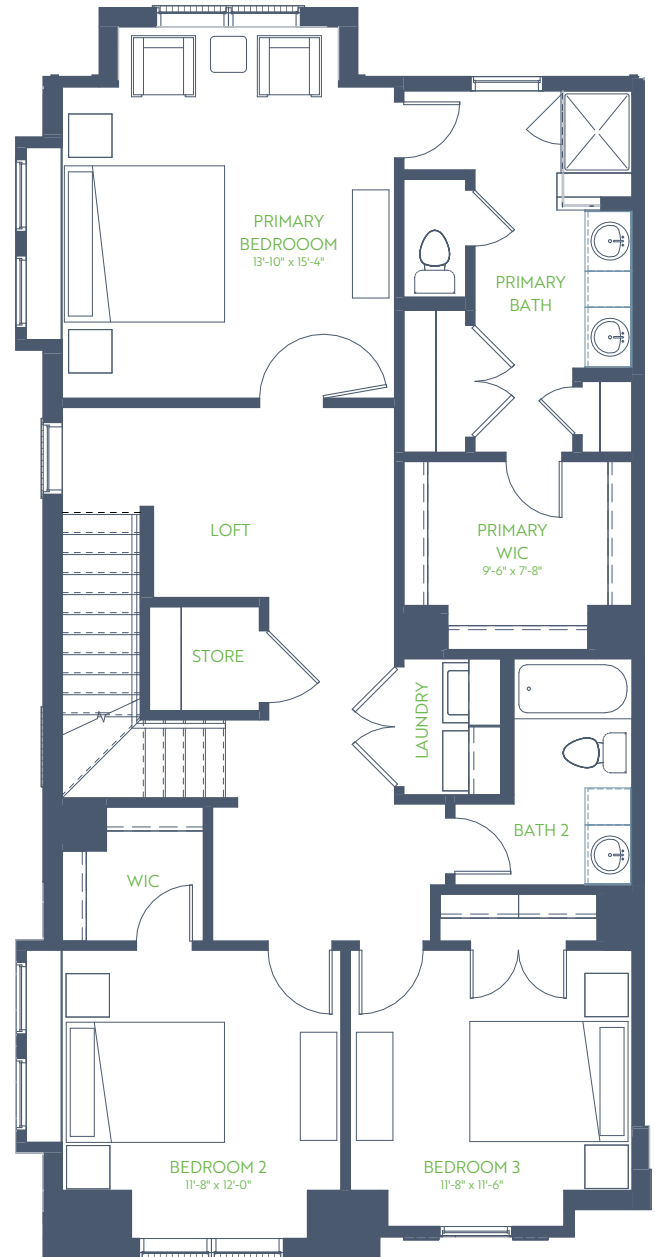 PRIMARY
BEDROOOM
13'-10" x 15'-4"
PRIMARY
BATH
LOFT
PRIMARY
WIC
9'-6" x 7'-8"
STORE
LAUNDRY
BATH 2
WIC
BEDROOM 2
11'-8" x 12'-0"
BEDROOM 3
11'-8" x 11'-6"